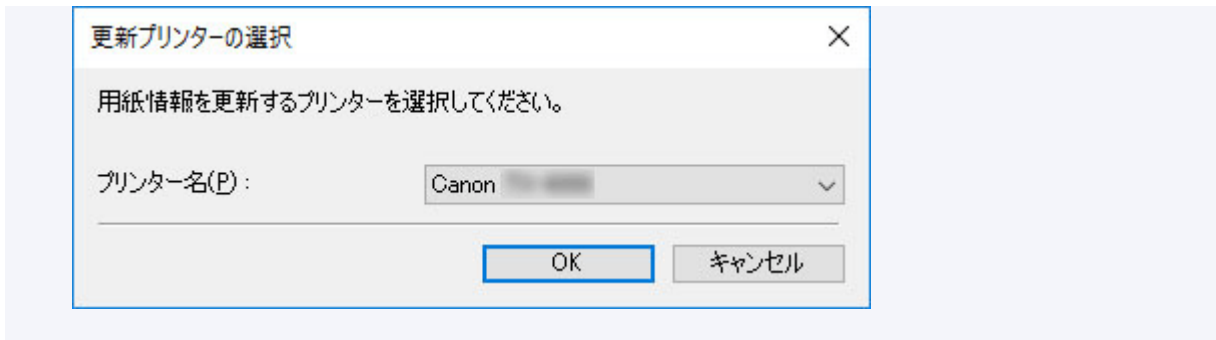 更新プリンターの選択
用紙情報を更新するプリンターを選択してください。
プリンター名(P) :
Canon
OK
キャンセル